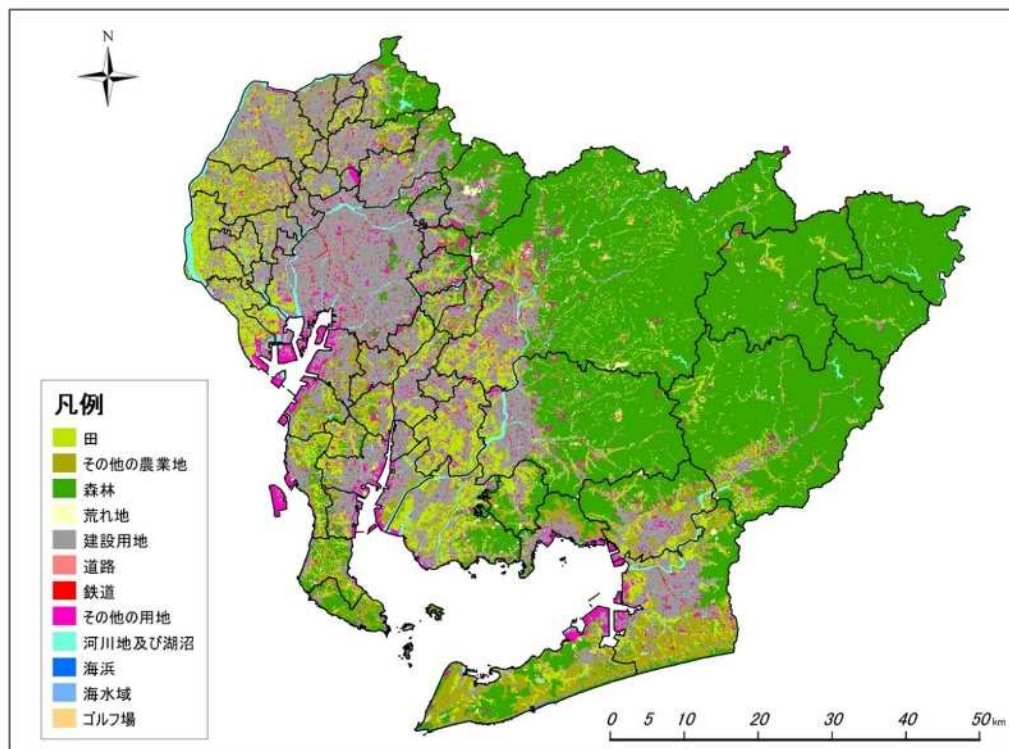 N
凡例
田
その他の農業地
森林
荒れ地
建設用地
道路
鉄道
その他の用地
河川地及び湖沼
海浜
海水域
ゴルフ場
0 5 10 20 30 40 50 km